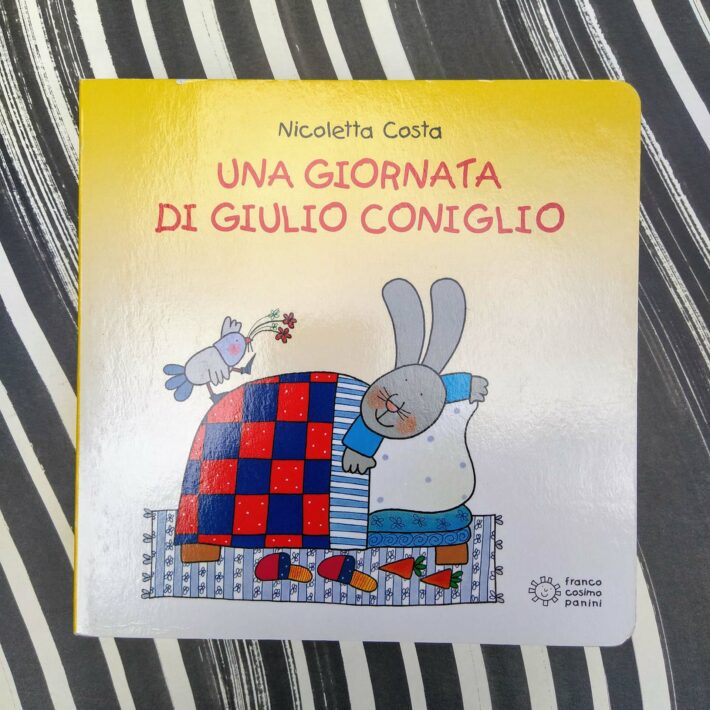 Nicoletta Costa
UNA GIORNATA
DI GIULIO CONIGLIO
franco
cosimo
panini